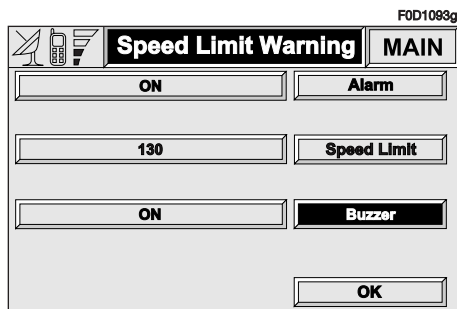 F0D1093g
Speed Limit Warning MAIN
ON Alarm
130 Speed Limit
ON Buzzer
OK